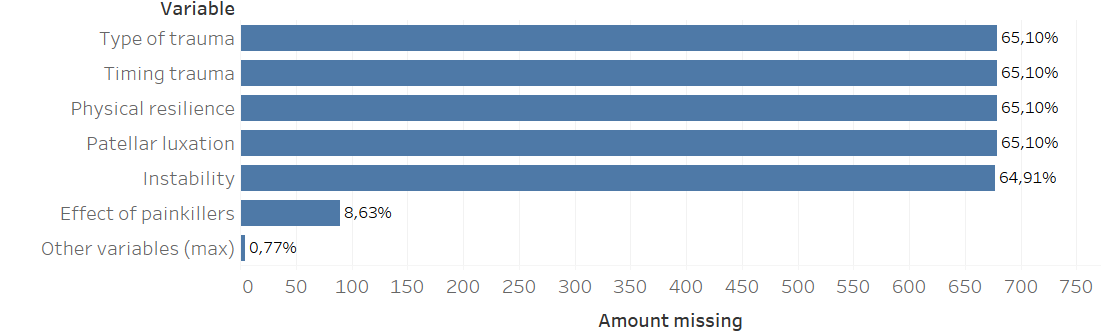 Variable
Type of trauma 65,10%
Timing trauma 65,10%
Physical resilience 65,10%
Patellar luxation 65,10%
Instability 64,91%
Effect of painkillers 8,63%
Other variables (max) 0,77%
0 50 100 150 200 250 300 350 400 450 500 550 600 650 700 750
Amount missing